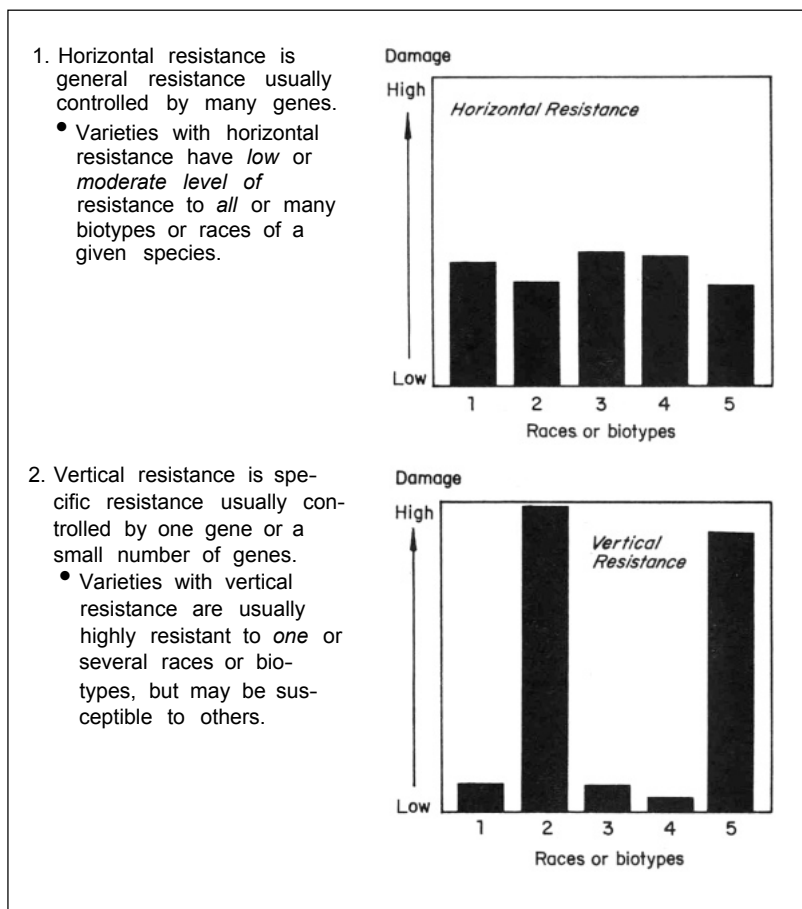 1. Horizontal resistance is
general resistance usually
controlled by many genes.
• Varieties with horizontal
resistance have low or
moderate level of
resistance to all or many
biotypes or races of a
given species.
Damage
High
Horizontal Resistance
Low
1 2 3 4 5
Races or biotypes
2. Vertical resistance is spe-
cific resistance usually con-
trolled by one gene or a
small number of genes.
• Varieties with vertical
resistance are usually
highly resistant to one or
several races or bio-
types, but may be sus-
ceptible to others.
Damage
High
Vertical
Resistance
Low
1 2 3 4 5
Races or biotypes